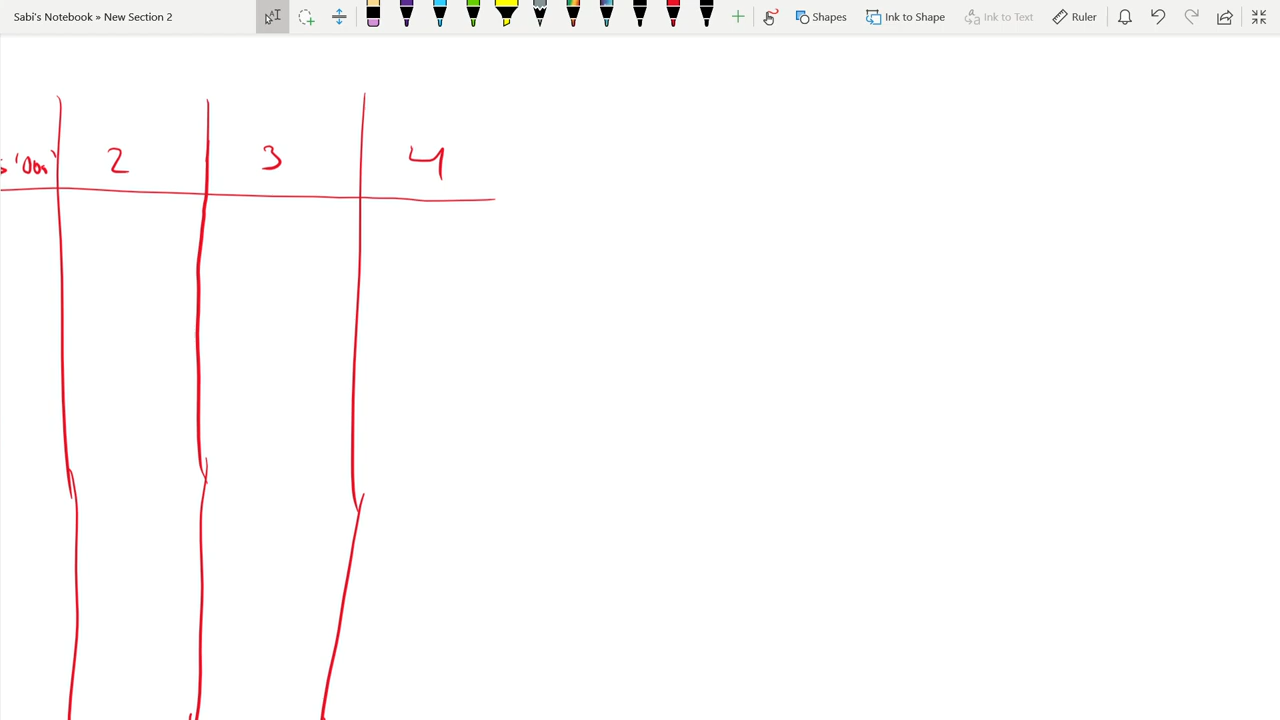 Sabi's Notebook » New Section 2
Shapes
Ink to Shape
Ink to Text
Ruler
2 3 4